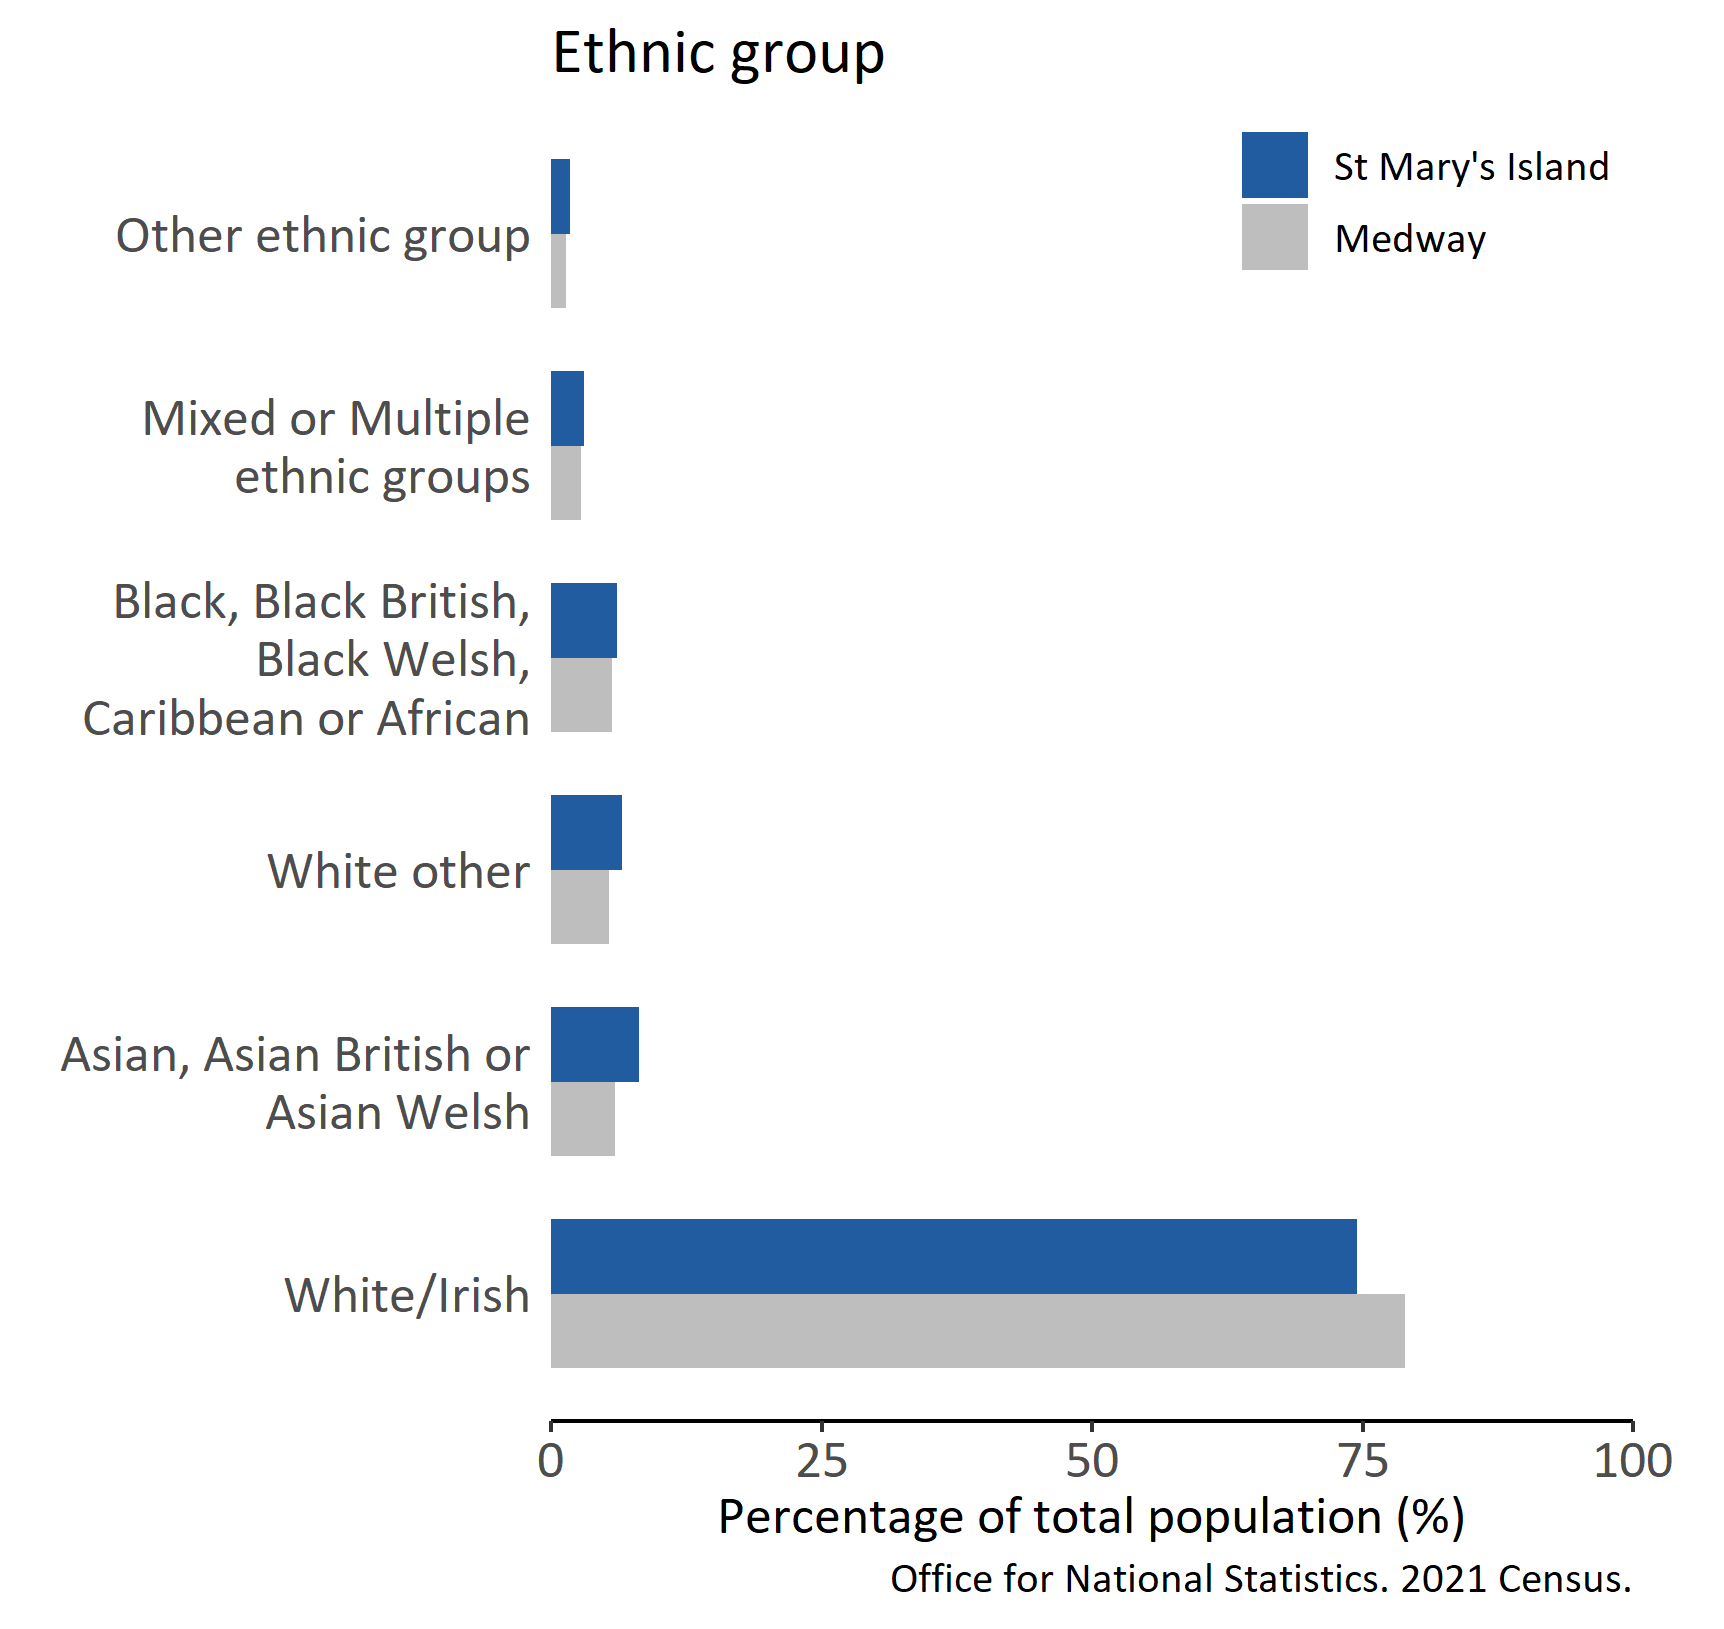 Ethnic group
St Mary's Island
Medway
Other ethnic group
Mixed or Multiple
ethnic groups
Black, Black British,
Black Welsh,
Caribbean or African
White other
Asian, Asian British or
Asian Welsh
White/Irish
0 25 50 75 100
Percentage of total population (%)
Office for National Statistics. 2021 Census.